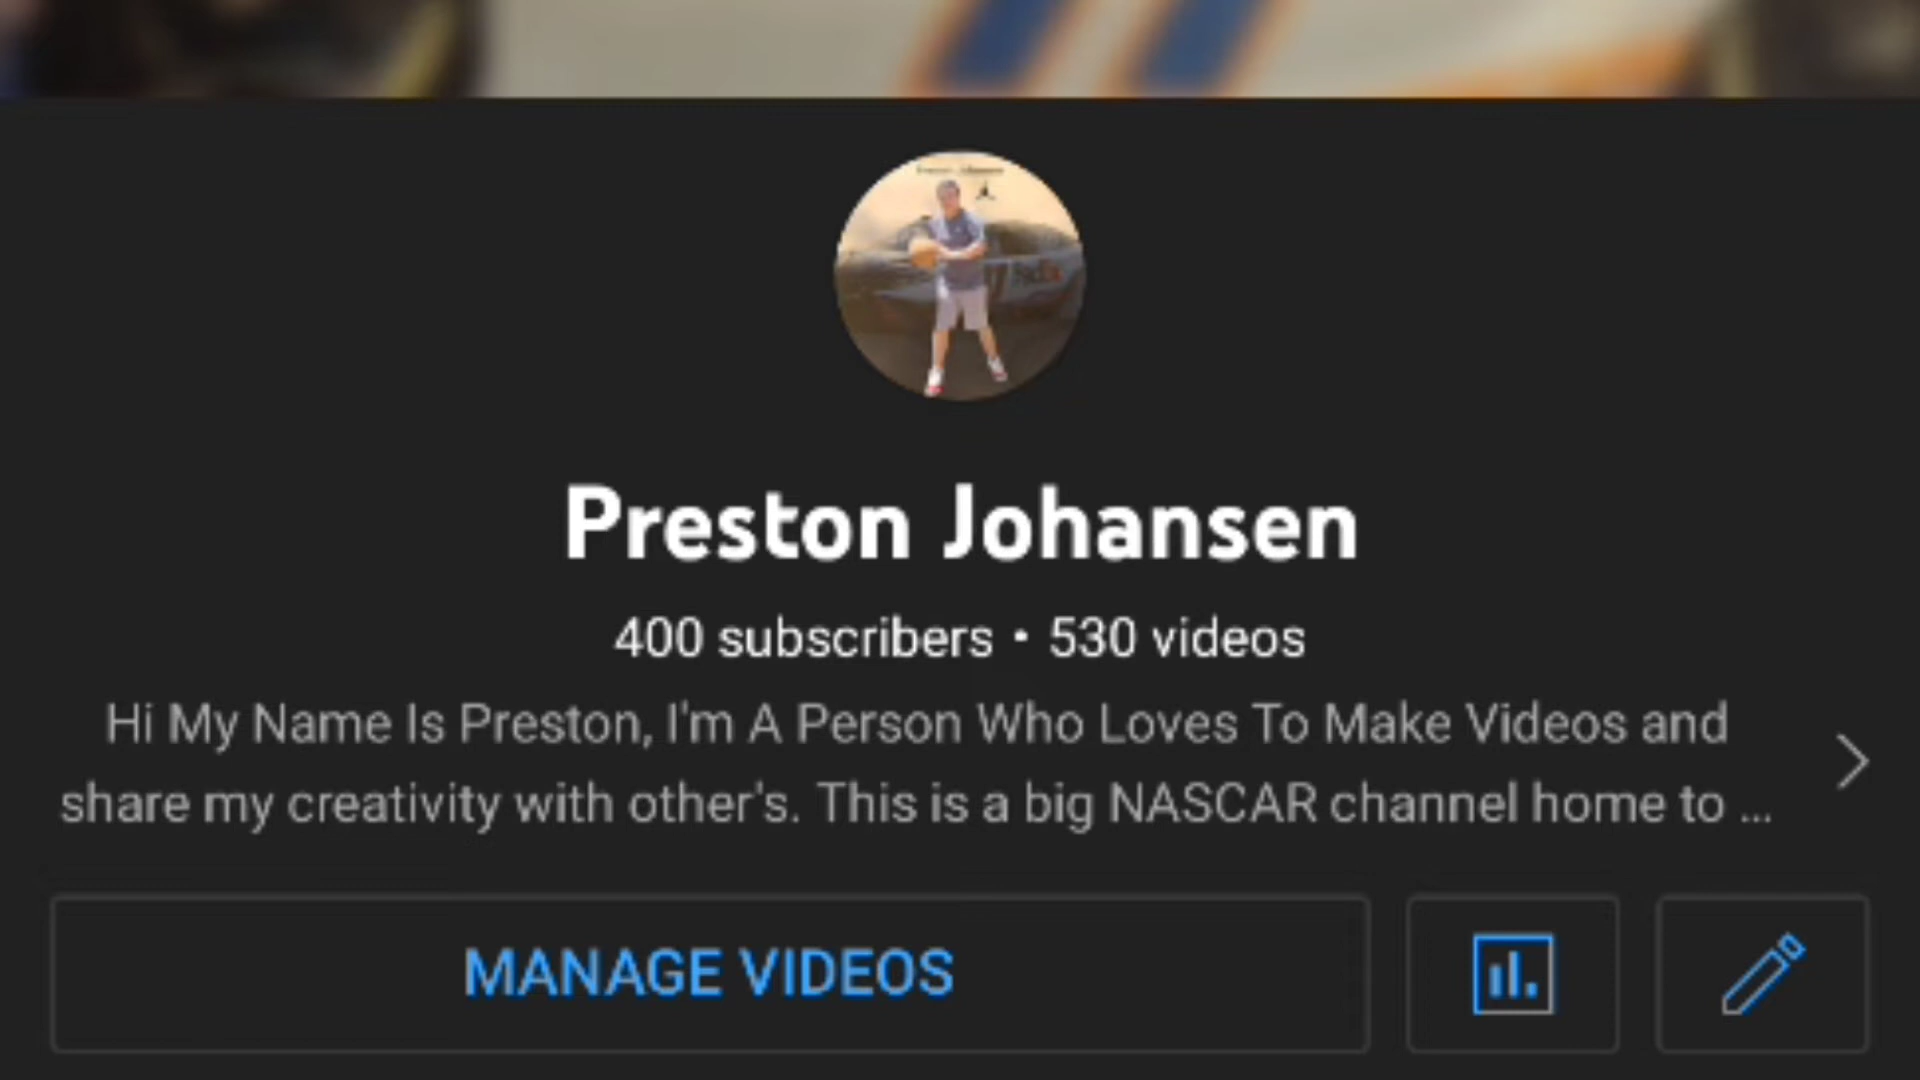 Preston Johansen
400 subscribers • 530 videos
Hi My Name Is Preston, I'm A Person Who Loves To Make Videos and
share my creativity with other's. This is a big NASCAR channel home to ...
MANAGE VIDEOS